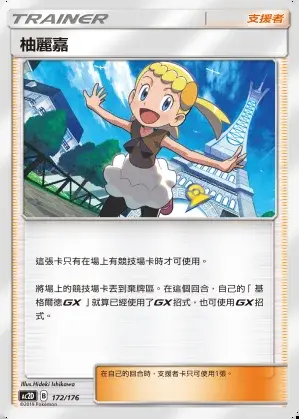 TRAINER
支援者
柚麗嘉
這張卡只有在場上有競技場卡時才可使用。
將場上的競技場卡丟到棄牌區。在這個回合,自己的「基
格爾德GX」就算已經使用了GX招式,也可使用GX招
式。
Illus.Hideki Ishikawa
在自己的回合時,支援者卡只可使用1張。
AC2D B 172/176
©2019 Pokémon